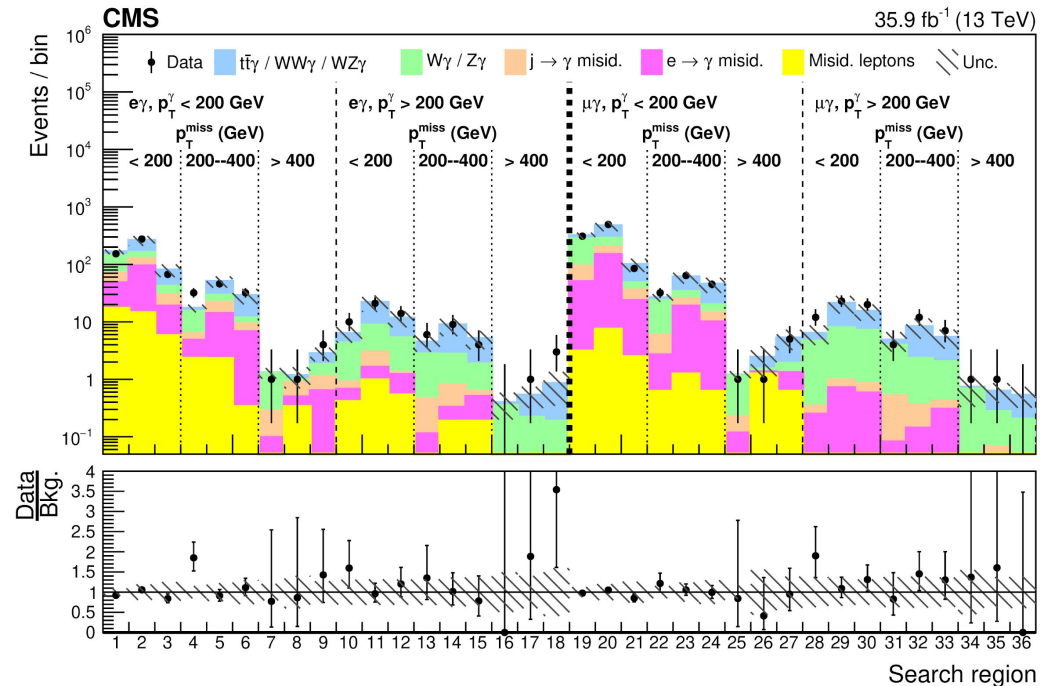 CMS 35.9 fb⁻¹ (13 TeV)
Events / bin
10⁶
10⁵
10⁴
10³
10²
10
1
10⁻¹
Data tt̄γ / WWγ / WZγ Wγ / Zγ j → γ misid. e → γ misid. Misid. leptons Unc.
eγ, p_T^γ < 200 GeV eγ, p_T^γ > 200 GeV μγ, p_T^γ < 200 GeV μγ, p_T^γ > 200 GeV
p_T^miss (GeV) p_T^miss (GeV) p_T^miss (GeV) p_T^miss (GeV)
< 200 200--400 > 400 < 200 200--400 > 400 < 200 200--400 > 400 < 200 200--400 > 400
Data
Bkg.
4
3.5
3
2.5
2
1.5
1
0.5
0
1 2 3 4 5 6 7 8 9 10 11 12 13 14 15 16 17 18 19 20 21 22 23 24 25 26 27 28 29 30 31 32 33 34 35 36
Search region